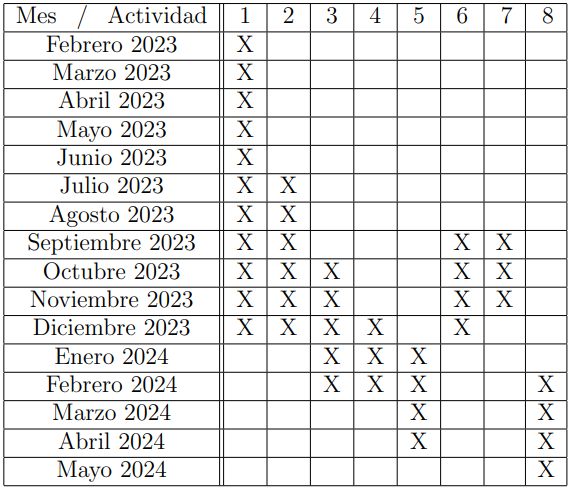 Mes / Actividad 1 2 3 4 5 6 7 8
Febrero 2023 X
Marzo 2023 X
Abril 2023 X
Mayo 2023 X
Junio 2023 X
Julio 2023 X X
Agosto 2023 X X
Septiembre 2023 X X X X
Octubre 2023 X X X X X
Noviembre 2023 X X X X X
Diciembre 2023 X X X X X
Enero 2024 X X X
Febrero 2024 X X X X
Marzo 2024 X X
Abril 2024 X X
Mayo 2024 X